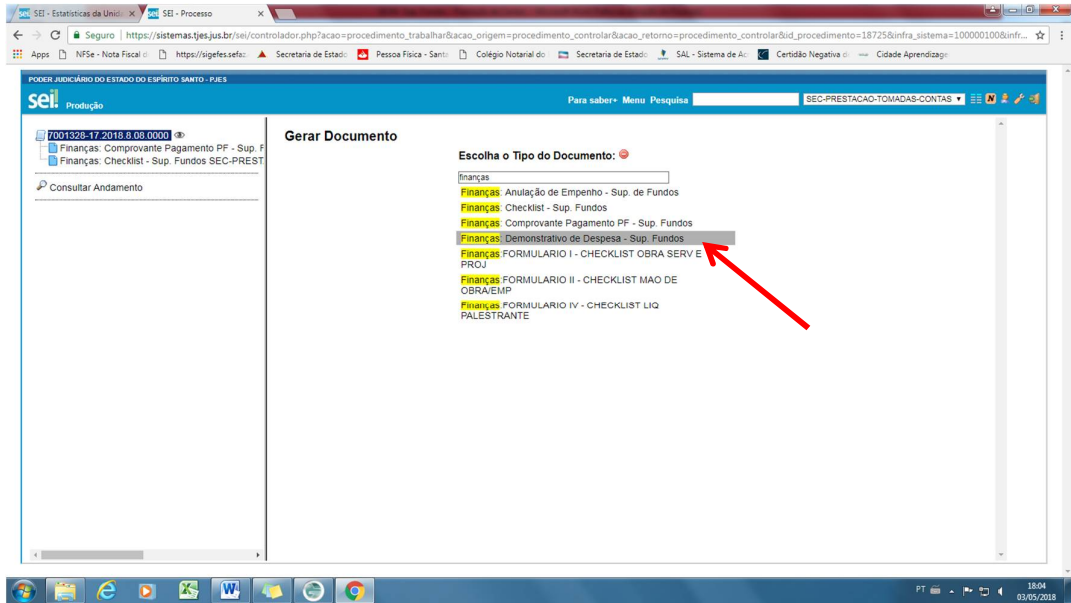 SEI - Estatísticas da Unid
SEI - Processo
Seguro | https://sistemas.tjes.jus.br/sei/controlador.php?acao=procedimento_trabalhar&acao_origem=procedimento_controlar&acao_retorno=procedimento_controlar&id_procedimento=18725&infra_sistema=100000100&infr...
Apps NFSe - Nota Fiscal d https://sigefes.sefaz. Secretaria de Estado Pessoa Física - Santa Colégio Notarial do Secretaria de Estado SAL - Sistema de Ac Certidão Negativa d Cidade Aprendizage
PODER JUDICIÁRIO DO ESTADO DO ESPÍRITO SANTO - PJES
sei! Produção
Para saber+ Menu Pesquisa
SEC-PRESTACAO-TOMADAS-CONTAS
7001328-17.2018.8.08.0000
Finanças: Comprovante Pagamento PF - Sup. F
Finanças: Checklist - Sup. Fundos SEC-PREST.
Consultar Andamento
Gerar Documento
Escolha o Tipo do Documento:
finanças
Finanças: Anulação de Empenho - Sup. de Fundos
Finanças: Checklist - Sup. Fundos
Finanças: Comprovante Pagamento PF - Sup. Fundos
Finanças: Demonstrativo de Despesa - Sup. Fundos
Finanças:FORMULARIO I - CHECKLIST OBRA SERV E
PROJ
Finanças:FORMULARIO II - CHECKLIST MAO DE
OBRA/EMP
Finanças:FORMULARIO IV - CHECKLIST LIQ
PALESTRANTE
PT
18:04
03/05/2018